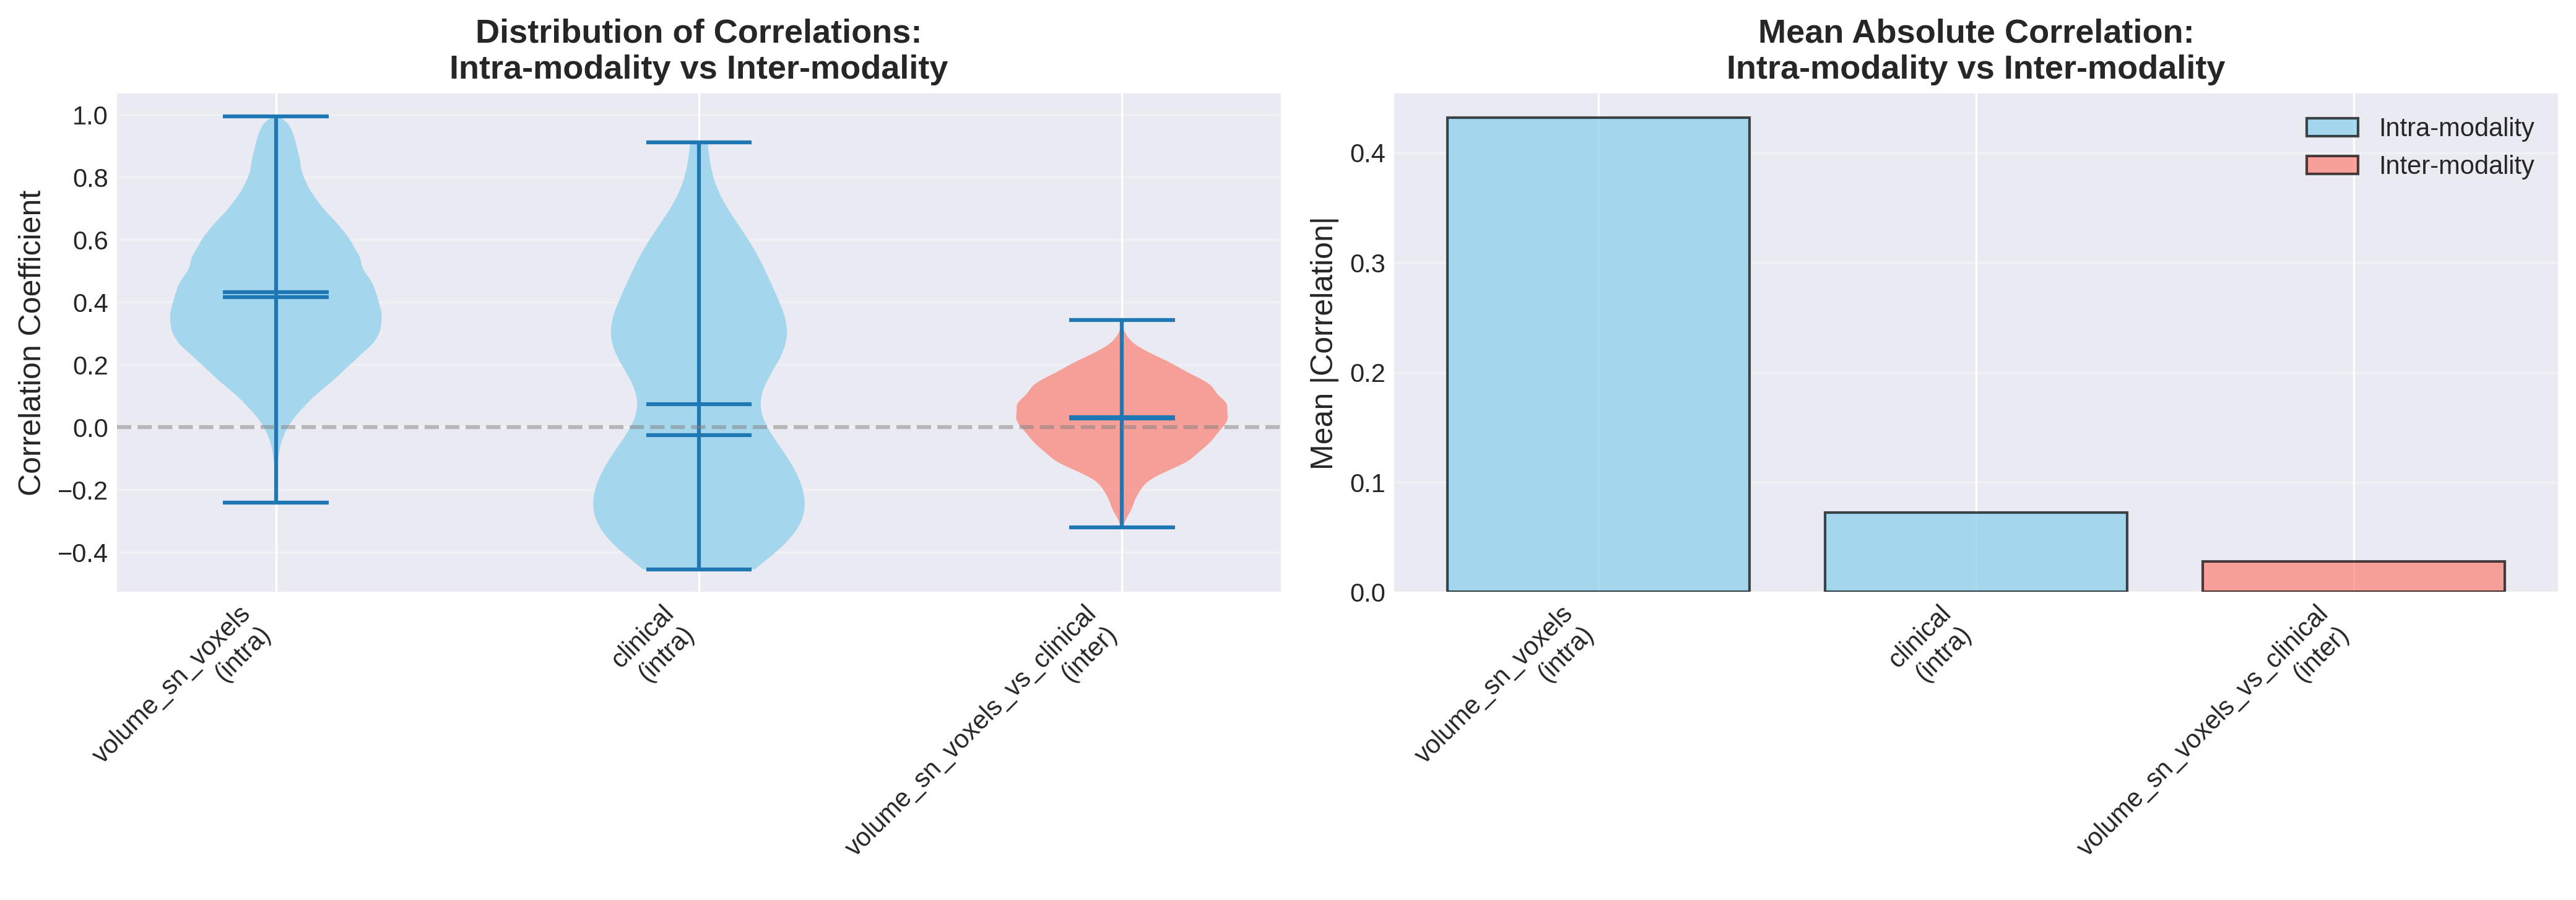 Distribution of Correlations:
Intra-modality vs Inter-modality
Correlation Coefficient
1.0
0.8
0.6
0.4
0.2
0.0
−0.2
−0.4
volume_sn_voxels
(intra)
clinical
(intra)
volume_sn_voxels_vs_clinical
(inter)
Mean Absolute Correlation:
Intra-modality vs Inter-modality
Mean |Correlation|
0.4
0.3
0.2
0.1
0.0
Intra-modality
Inter-modality
volume_sn_voxels
(intra)
clinical
(intra)
volume_sn_voxels_vs_clinical
(inter)